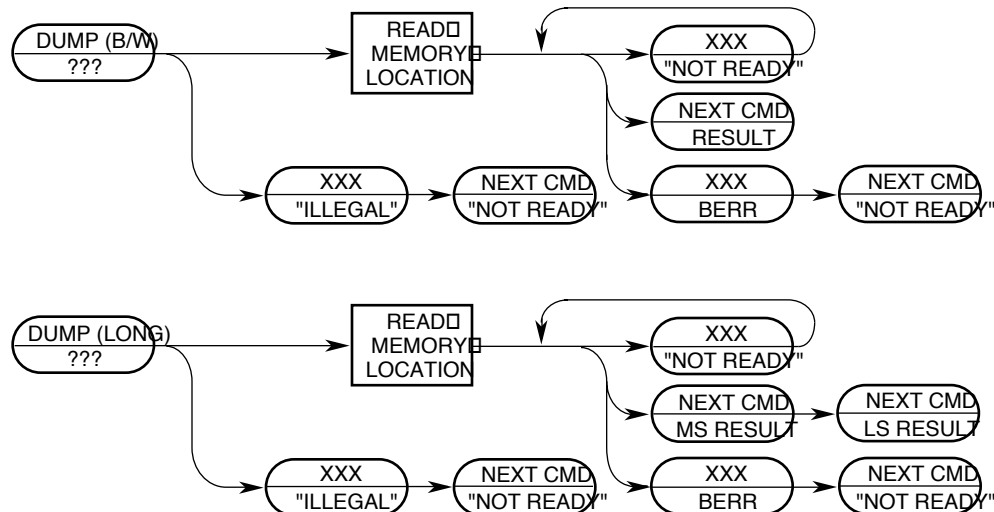 DUMP (B/W)
???
READ
MEMORY
LOCATION
XXX
"NOT READY"
NEXT CMD
RESULT
XXX
"ILLEGAL"
NEXT CMD
"NOT READY"
XXX
BERR
NEXT CMD
"NOT READY"
DUMP (LONG)
???
READ
MEMORY
LOCATION
XXX
"NOT READY"
NEXT CMD
MS RESULT
NEXT CMD
LS RESULT
XXX
"ILLEGAL"
NEXT CMD
"NOT READY"
XXX
BERR
NEXT CMD
"NOT READY"